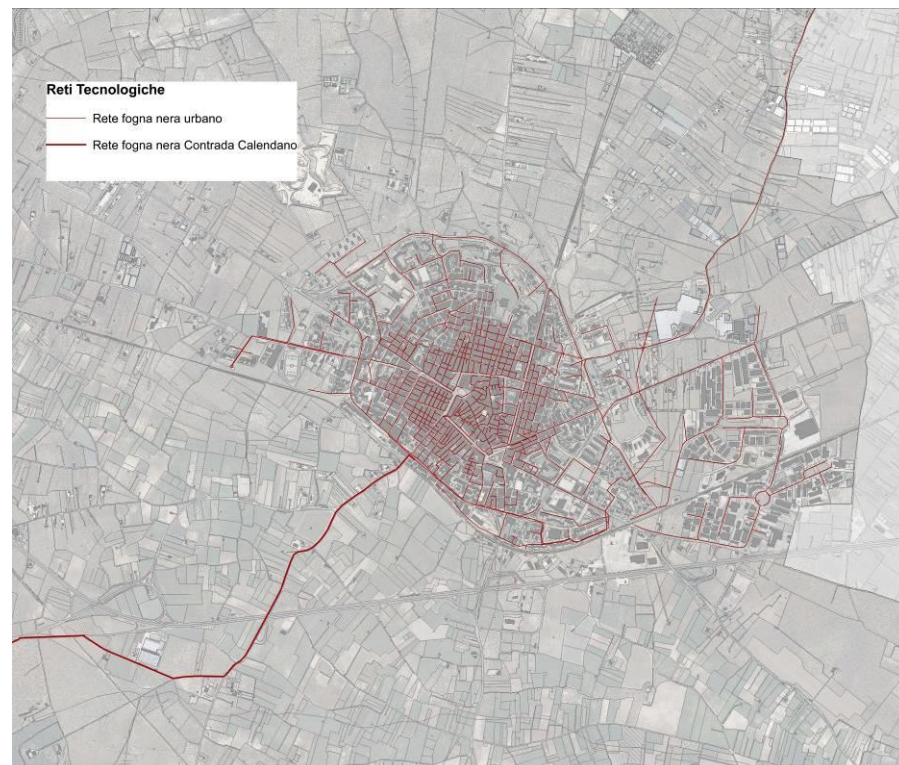 Reti Tecnologiche
Rete fogna nera urbano
Rete fogna nera Contrada Calendano